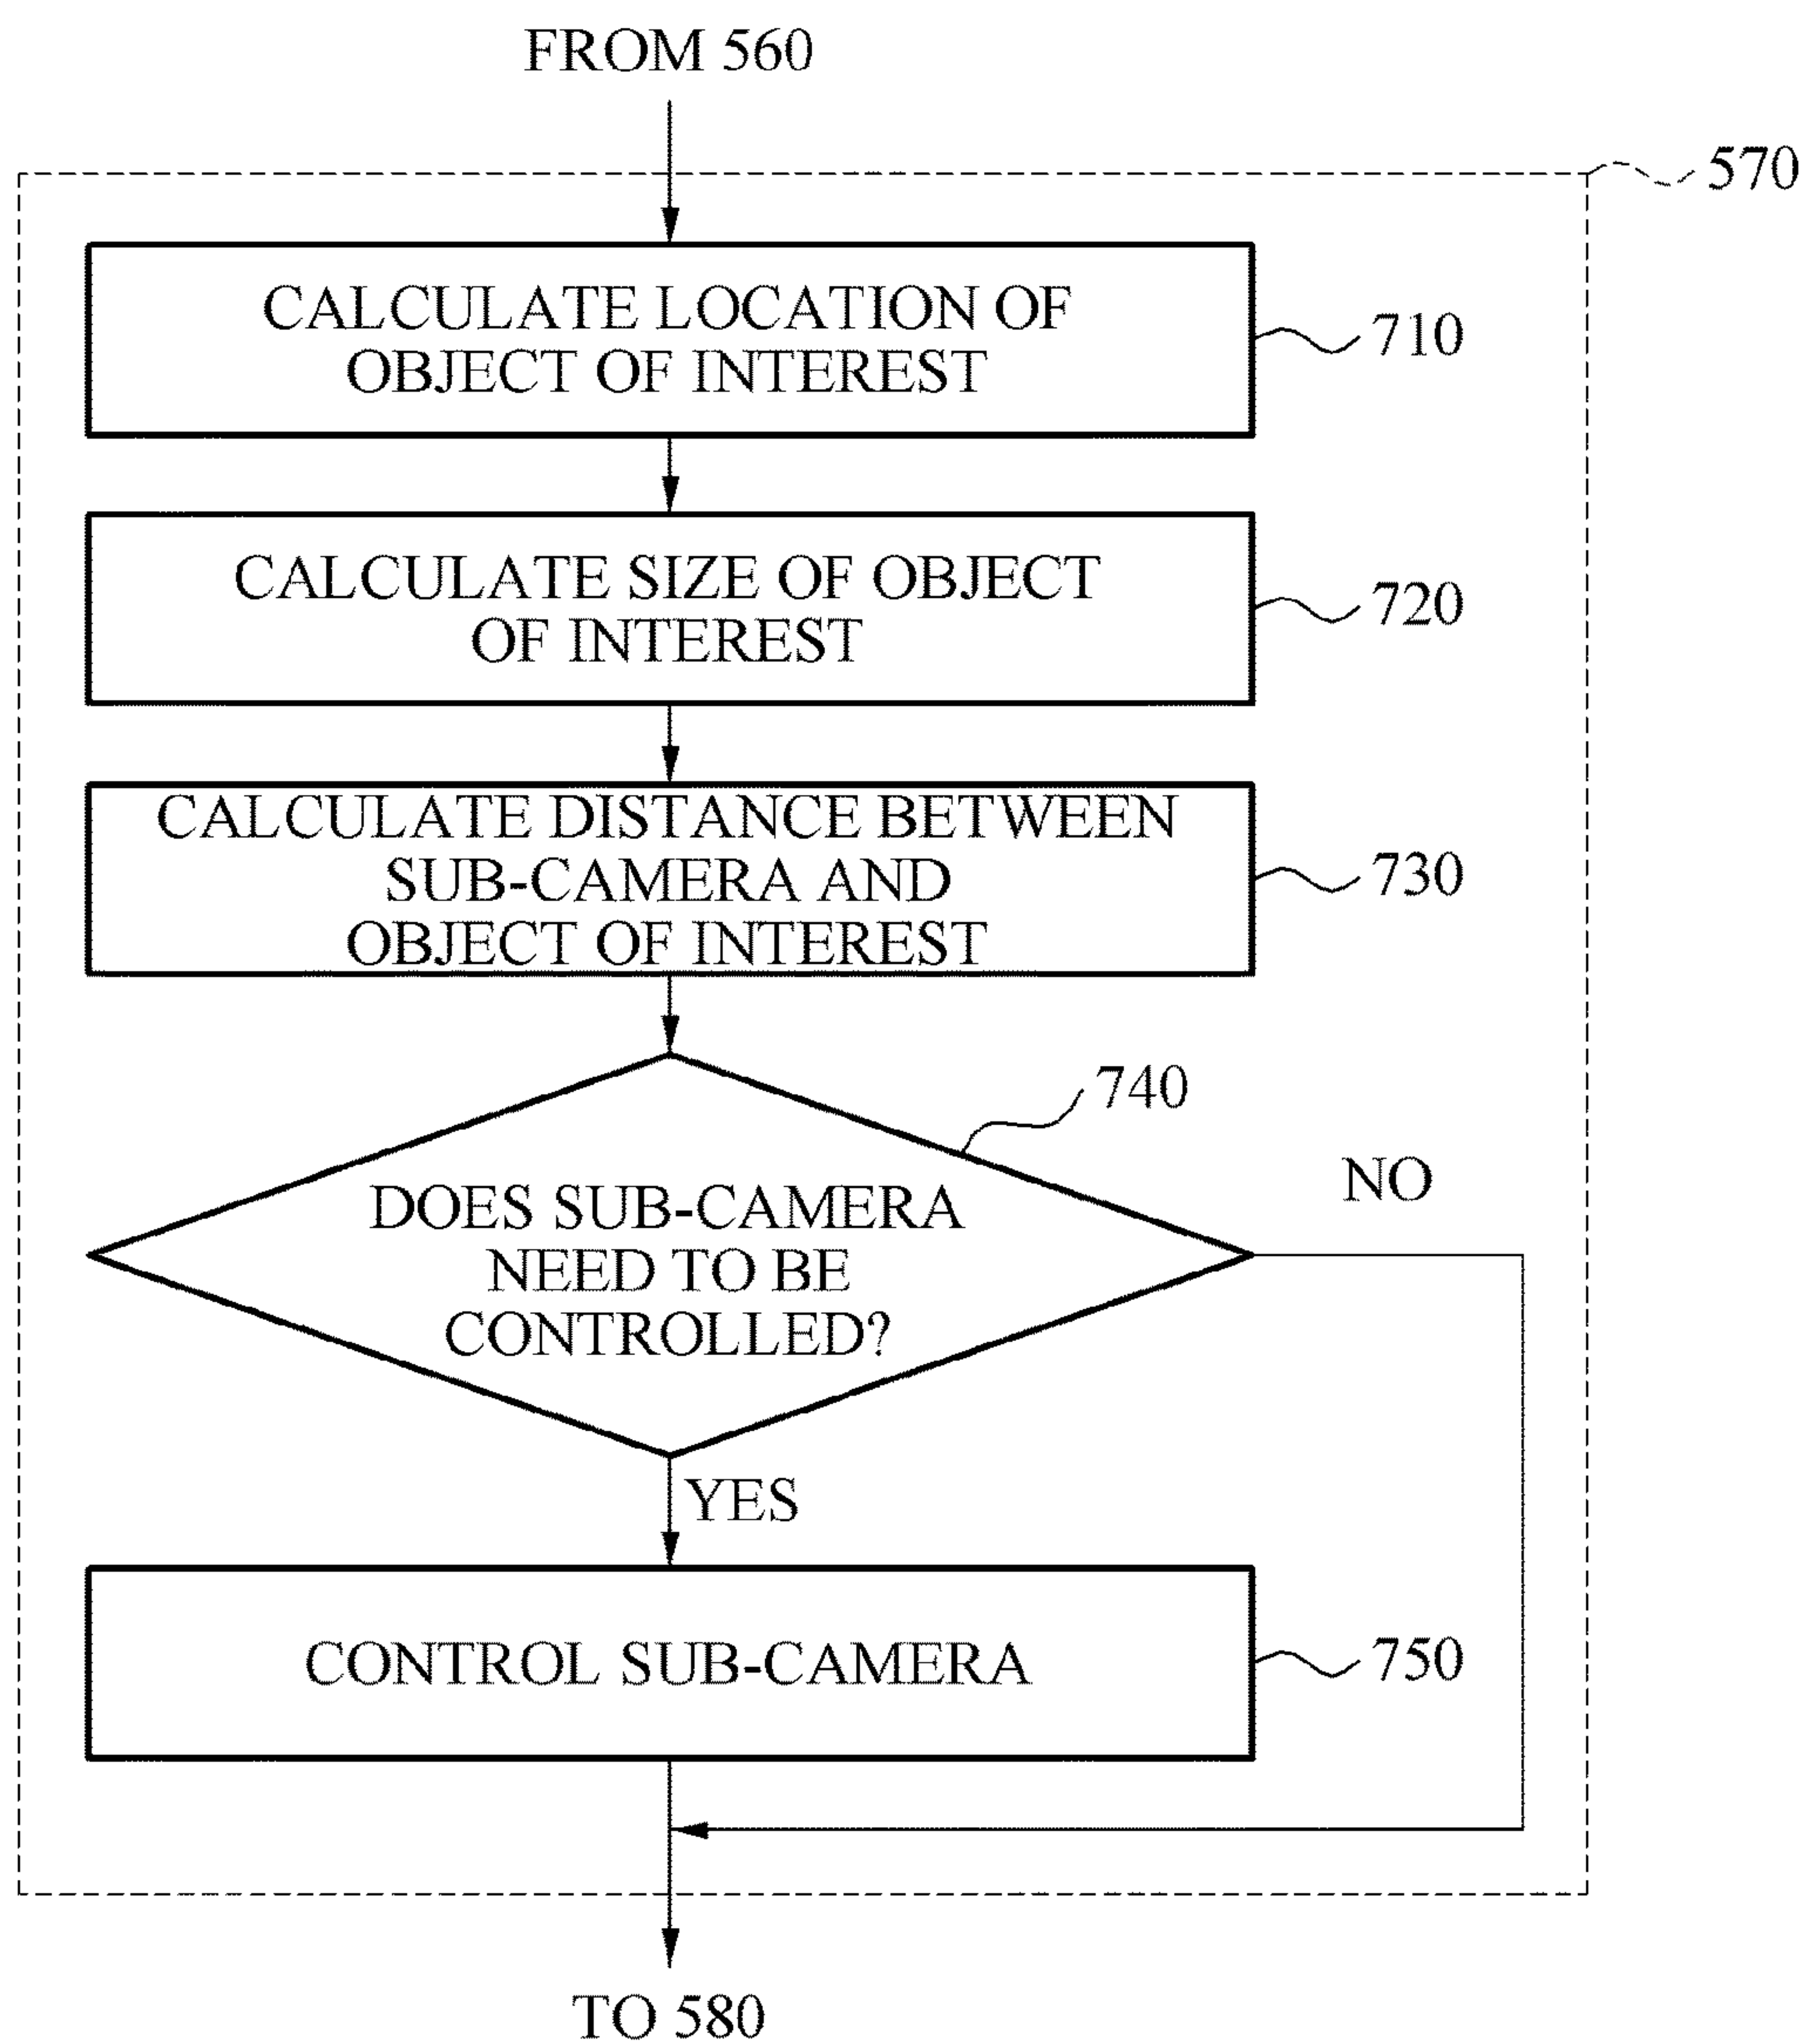 FROM 560
570
CALCULATE LOCATION OF
OBJECT OF INTEREST
710
CALCULATE SIZE OF OBJECT
OF INTEREST
720
CALCULATE DISTANCE BETWEEN
SUB-CAMERA AND
OBJECT OF INTEREST
730
740
DOES SUB-CAMERA
NEED TO BE
CONTROLLED?
NO
YES
CONTROL SUB-CAMERA
750
TO 580